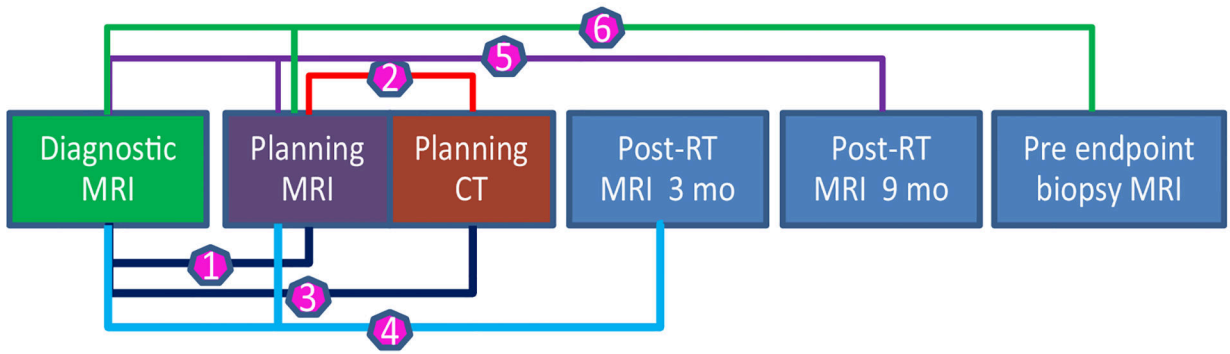 6
5
2
Diagnostic
MRI
Planning
MRI
Planning
CT
Post-RT
MRI 3 mo
Post-RT
MRI 9 mo
Pre endpoint
biopsy MRI
1
3
4